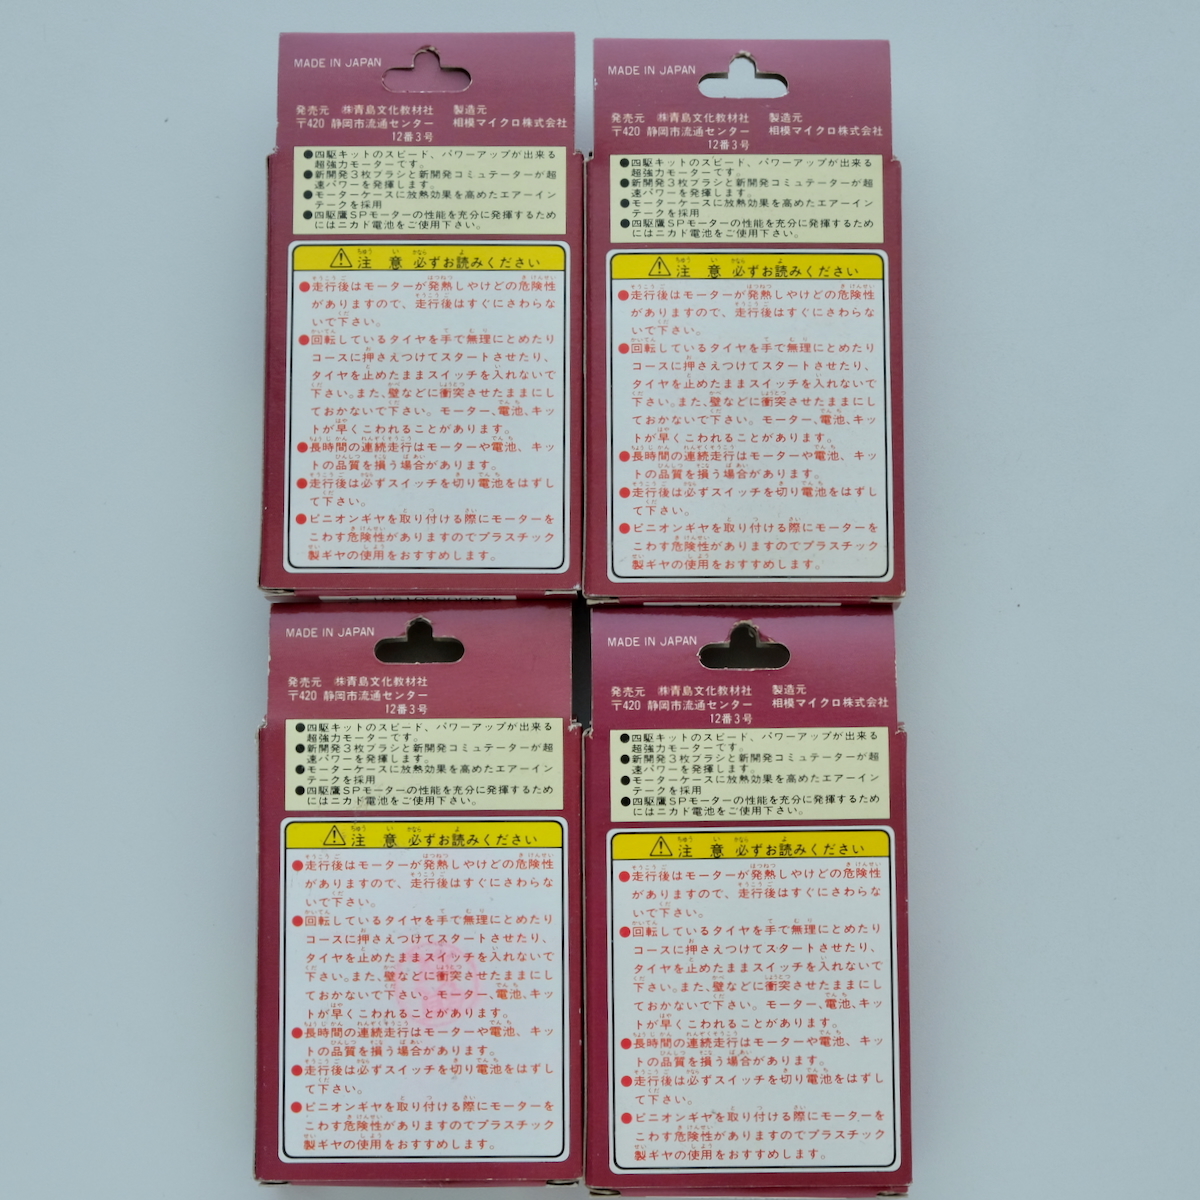 MADE IN JAPAN
発売元 ㈱青島文化教材社 製造元
〒420 静岡市流通センター 相模マイクロ株式会社
12番3号
●四駆キットのスピード、パワーアップが出来る
超強力モーターです。
●新開発3枚ブラシと新開発コミュテーターが超
速パワーを発揮します。
●モーターケースに放熱効果を高めたエアーイン
テークを採用
●四駆鷹SPモーターの性能を充分に発揮するため
にはニカド電池をご使用下さい。
⚠注意 必ずお読みください
●走行後はモーターが発熱しやけどの危険性
がありますので、走行後はすぐにさわらな
いで下さい。
●回転しているタイヤを手で無理にとめたり
コースに押さえつけてスタートさせたり、
タイヤを止めたままスイッチを入れないで
下さい。また、壁などに衝突させたままにし
ておかないで下さい。モーター、電池、キッ
トが早くこわれることがあります。
●長時間の連続走行はモーターや電池、キッ
トの品質を損う場合があります。
●走行後は必ずスイッチを切り電池をはずし
て下さい。
●ピニオンギヤを取り付ける際にモーターを
こわす危険性がありますのでプラスチック
製ギヤの使用をおすすめします。
MADE IN JAPAN
発売元 ㈱青島文化教材社 製造元
〒420 静岡市流通センター 相模マイクロ株式会社
12番3号
●四駆キットのスピード、パワーアップが出来る
超強力モーターです。
●新開発3枚ブラシと新開発コミュテーターが超
速パワーを発揮します。
●モーターケースに放熱効果を高めたエアーイン
テークを採用
●四駆鷹SPモーターの性能を充分に発揮するため
にはニカド電池をご使用下さい。
⚠注意 必ずお読みください
●走行後はモーターが発熱しやけどの危険性
がありますので、走行後はすぐにさわらな
いで下さい。
●回転しているタイヤを手で無理にとめたり
コースに押さえつけてスタートさせたり、
タイヤを止めたままスイッチを入れないで
下さい。また、壁などに衝突させたままにし
ておかないで下さい。モーター、電池、キッ
トが早くこわれることがあります。
●長時間の連続走行はモーターや電池、キッ
トの品質を損う場合があります。
●走行後は必ずスイッチを切り電池をはずし
て下さい。
●ピニオンギヤを取り付ける際にモーターを
こわす危険性がありますのでプラスチック
製ギヤの使用をおすすめします。
MADE IN JAPAN
発売元 ㈱青島文化教材社
〒420 静岡市流通センター
12番3号
●四駆キットのスピード、パワーアップが出来る
超強力モーターです。
●新開発3枚ブラシと新開発コミュテーターが超
速パワーを発揮します。
●モーターケースに放熱効果を高めたエアーイン
テークを採用
●四駆鷹SPモーターの性能を充分に発揮するため
にはニカド電池をご使用下さい。
⚠注意 必ずお読みください
●走行後はモーターが発熱しやけどの危険性
がありますので、走行後はすぐにさわらな
いで下さい。
●回転しているタイヤを手で無理にとめたり
コースに押さえつけてスタートさせたり、
タイヤを止めたままスイッチを入れないで
下さい。また、壁などに衝突させたままにし
ておかないで下さい。モーター、電池、キッ
トが早くこわれることがあります。
●長時間の連続走行はモーターや電池、キッ
トの品質を損う場合があります。
●走行後は必ずスイッチを切り電池をはずし
て下さい。
●ピニオンギヤを取り付ける際にモーターを
こわす危険性がありますのでプラスチック
製ギヤの使用をおすすめします。
MADE IN JAPAN
発売元 ㈱青島文化教材社 製造元
〒420 静岡市流通センター 相模マイクロ株式会社
12番3号
●四駆キットのスピード、パワーアップが出来る
超強力モーターです。
●新開発3枚ブラシと新開発コミュテーターが超
速パワーを発揮します。
●モーターケースに放熱効果を高めたエアーイン
テークを採用
●四駆鷹SPモーターの性能を充分に発揮するため
にはニカド電池をご使用下さい。
⚠注意 必ずお読みください
●走行後はモーターが発熱しやけどの危険性
がありますので、走行後はすぐにさわらな
いで下さい。
●回転しているタイヤを手で無理にとめたり
コースに押さえつけてスタートさせたり、
タイヤを止めたままスイッチを入れないで
下さい。また、壁などに衝突させたままにし
ておかないで下さい。モーター、電池、キッ
トが早くこわれることがあります。
●長時間の連続走行はモーターや電池、キッ
トの品質を損う場合があります。
●走行後は必ずスイッチを切り電池をはずし
て下さい。
●ピニオンギヤを取り付ける際にモーターを
こわす危険性がありますのでプラスチック
製ギヤの使用をおすすめします。